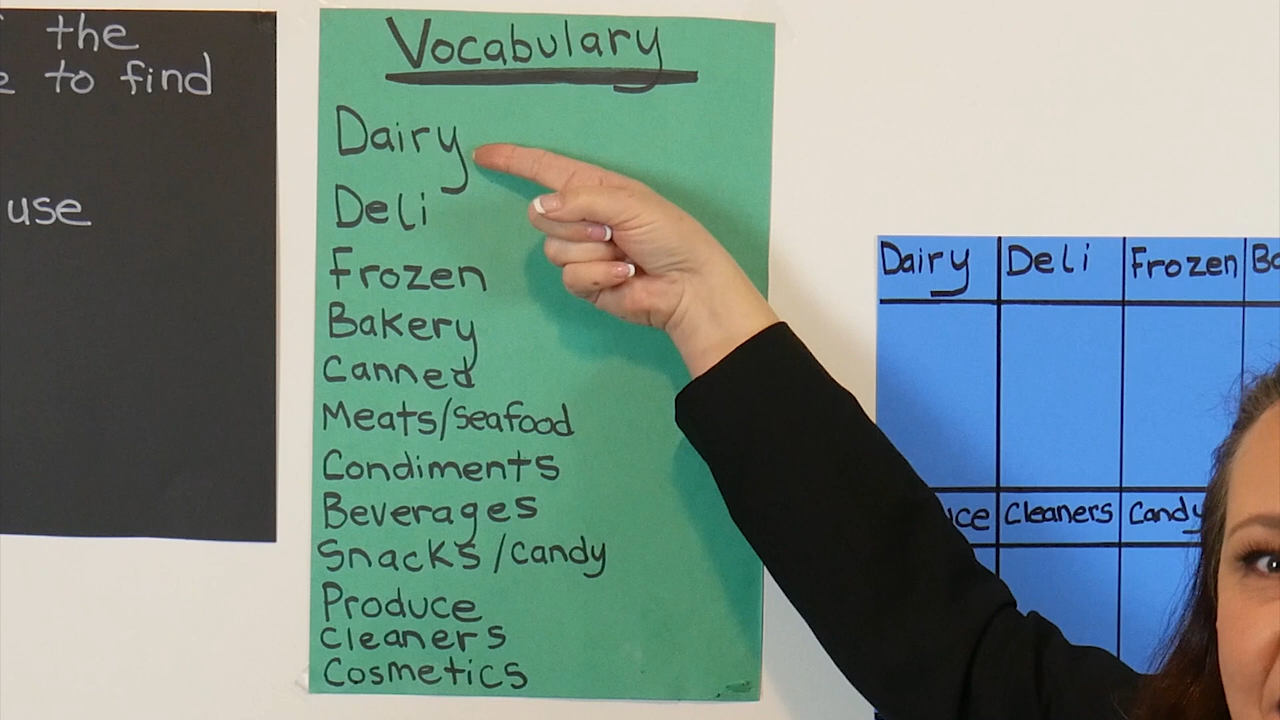 the
to find
use
Vocabulary
Dairy
Deli
Frozen
Bakery
Canned
Meats/Seafood
Condiments
Beverages
Snacks/Candy
Produce
Cleaners
Cosmetics
Dairy Deli Frozen
Cleaners Candy